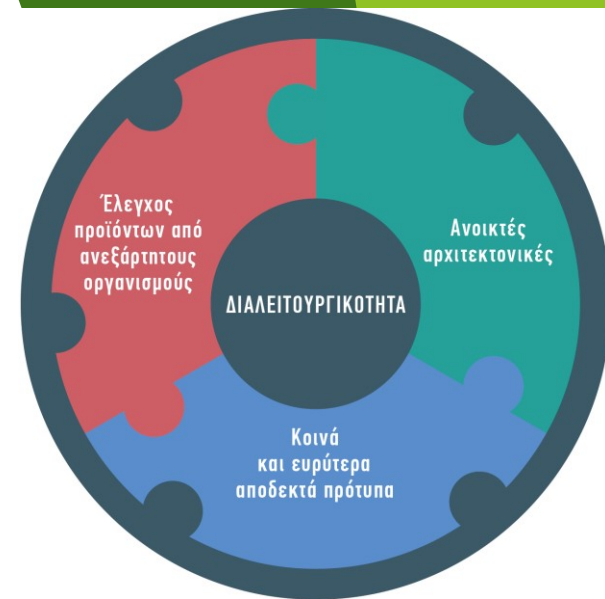 Έλεγχος
προϊόντων από
ανεξάρτητους
οργανισμούς
Ανοικτές
αρχιτεκτονικές
ΔΙΑΛΕΙΤΟΥΡΓΙΚΟΤΗΤΑ
Κοινά
και ευρύτερα
αποδεκτά πρότυπα